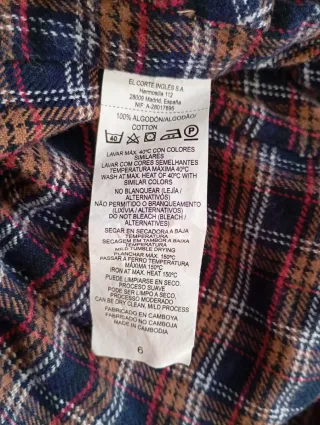 EL CORTE INGLÉS S.A.
Hermosilla 112
28009 Madrid, España
NIF. A-28017895
100% ALGODÓN/ALGODÃO/
COTTON
40 P
LAVAR MÁX. 40ºC CON COLORES
SIMILARES
LAVAR COM CORES SEMELHANTES
TEMPERATURA MÁXIMA 40ºC
WASH AT MAX. HEAT OF 40ºC WITH
SIMILAR COLORS
NO BLANQUEAR (LEJÍA /
ALTERNATIVAS)
NÃO PERMITIDO O BRANQUEAMENTO
(LIXÍVIA / ALTERNATIVAS)
DO NOT BLEACH (BLEACH /
ALTERNATIVES)
SECAR EN SECADORA A BAJA
TEMPERATURA
SECAGEM EM TAMBOR A BAIXA
TEMPERATURA
MILD TUMBLE DRYING
PLANCHAR MAX. 150ºC
PASSAR A FERRO TEMPERATURA
MÁXIMA 150ºC
IRON AT MAX. HEAT 150ºC
PUEDE LIMPIARSE EN SECO.
PROCESO SUAVE
PODE SER LIMPO A SECO,
PROCESSO MODERADO
CAN BE DRY CLEAN, MILD PROCESS
FABRICADO EN CAMBOYA
FABRICADO NO CAMBOJA
MADE IN CAMBODIA
6